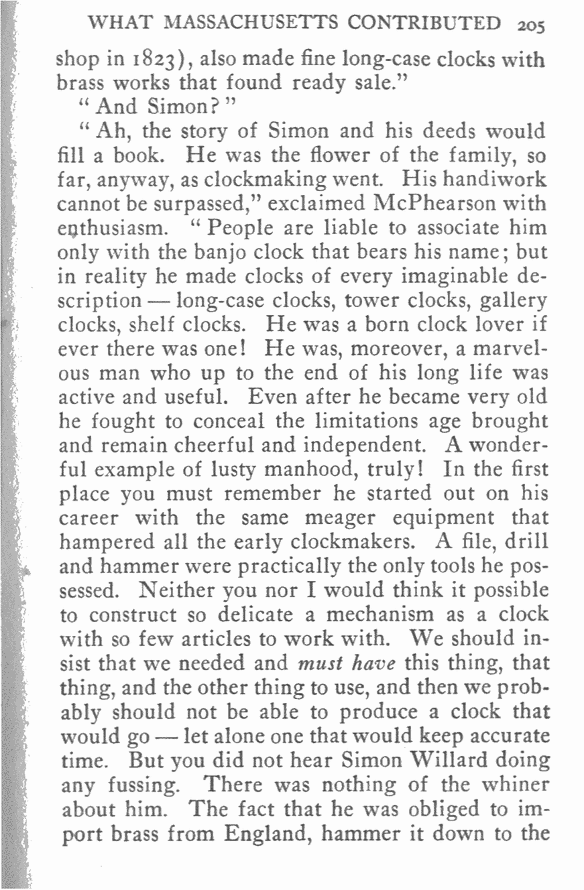 WHAT MASSACHUSETTS CONTRIBUTED 205
shop in 1823), also made fine long-case clocks with
brass works that found ready sale."
" And Simon? "
" Ah, the story of Simon and his deeds would
fill a book. He was the flower of the family, so
far, anyway, as clockmaking went. His handiwork
cannot be surpassed," exclaimed McPhearson with
enthusiasm. " People are liable to associate him
only with the banjo clock that bears his name; but
in reality he made clocks of every imaginable de-
scription — long-case clocks, tower clocks, gallery
clocks, shelf clocks. He was a born clock lover if
ever there was one! He was, moreover, a marvel-
ous man who up to the end of his long life was
active and useful. Even after he became very old
he fought to conceal the limitations age brought
and remain cheerful and independent. A wonder-
ful example of lusty manhood, truly! In the first
place you must remember he started out on his
career with the same meager equipment that
hampered all the early clockmakers. A file, drill
and hammer were practically the only tools he pos-
sessed. Neither you nor I would think it possible
to construct so delicate a mechanism as a clock
with so few articles to work with. We should in-
sist that we needed and must have this thing, that
thing, and the other thing to use, and then we prob-
ably should not be able to produce a clock that
would go — let alone one that would keep accurate
time. But you did not hear Simon Willard doing
any fussing. There was nothing of the whiner
about him. The fact that he was obliged to im-
port brass from England, hammer it down to the